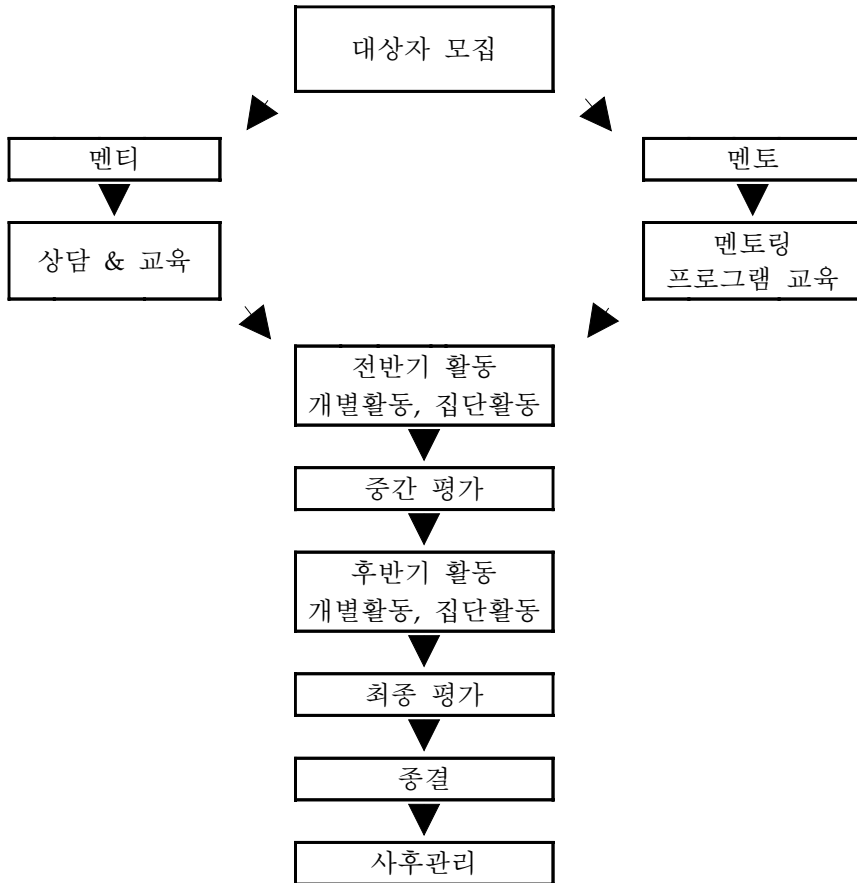 대상자 모집
멘티
멘토
상담 & 교육
멘토링
프로그램 교육
전반기 활동
개별활동, 집단활동
중간 평가
후반기 활동
개별활동, 집단활동
최종 평가
종결
사후관리